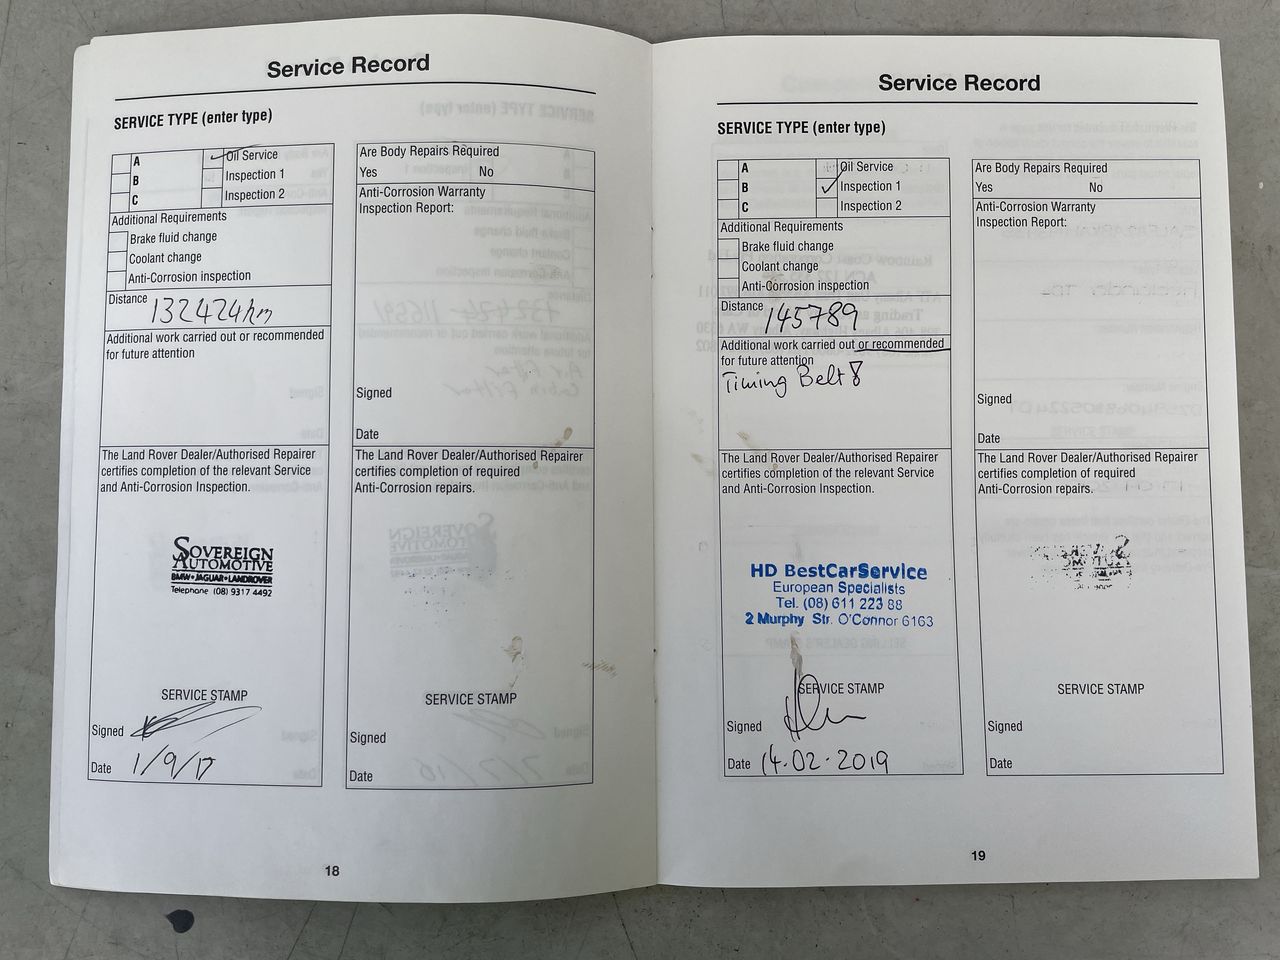 Service Record
SERVICE TYPE (enter type)
A
B
C
Oil Service
Inspection 1
Inspection 2
Additional Requirements
Brake fluid change
Coolant change
Anti-Corrosion inspection
Distance 132424km
Additional work carried out or recommended
for future attention
The Land Rover Dealer/Authorised Repairer
certifies completion of the relevant Service
and Anti-Corrosion Inspection.
SOVEREIGN
AUTOMOTIVE
BMW • JAGUAR • LANDROVER
Telephone (08) 9317 4492
SERVICE STAMP
Signed
Date 1/9/17
Are Body Repairs Required
Yes No
Anti-Corrosion Warranty
Inspection Report:
Signed
Date
The Land Rover Dealer/Authorised Repairer
certifies completion of required
Anti-Corrosion repairs.
SERVICE STAMP
Signed
Date
18
Service Record
SERVICE TYPE (enter type)
A
B
C
Oil Service
Inspection 1
Inspection 2
Additional Requirements
Brake fluid change
Coolant change
Anti-Corrosion inspection
Distance 145789
Additional work carried out or recommended
for future attention
Timing Belt
The Land Rover Dealer/Authorised Repairer
certifies completion of the relevant Service
and Anti-Corrosion Inspection.
HD BestCarService
European Specialists
Tel. (08) 611 223 88
2 Murphy Str. O'Connor 6163
SERVICE STAMP
Signed
Date 14.02.2019
Are Body Repairs Required
Yes No
Anti-Corrosion Warranty
Inspection Report:
Signed
Date
The Land Rover Dealer/Authorised Repairer
certifies completion of required
Anti-Corrosion repairs.
SERVICE STAMP
Signed
Date
19